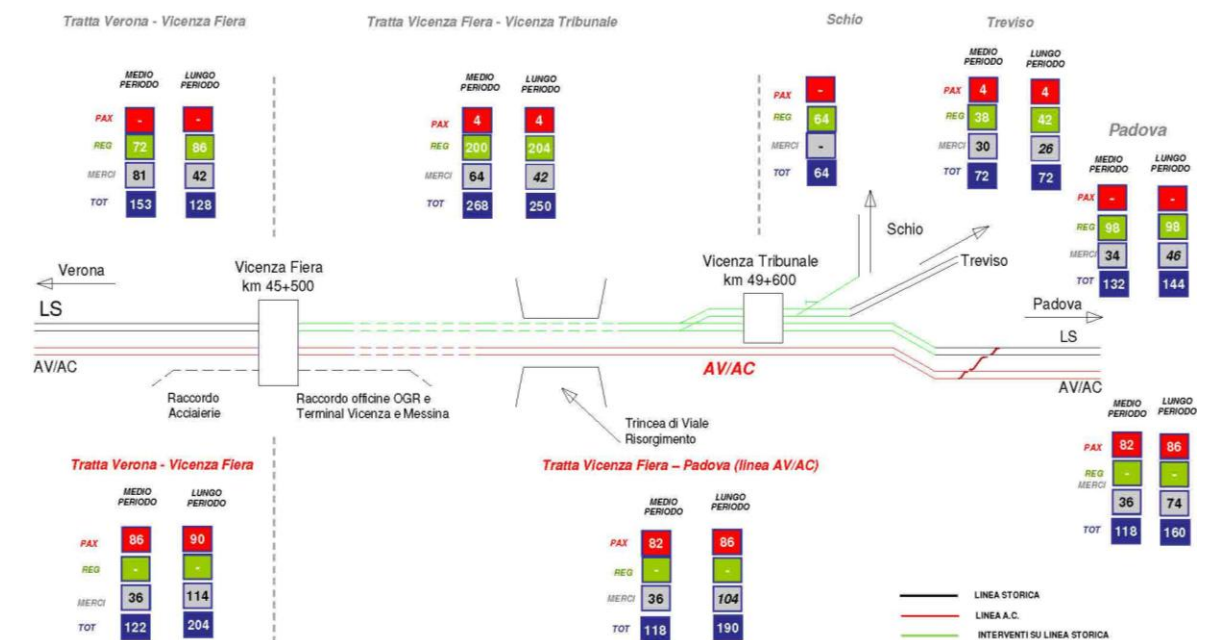 Tratta Verona - Vicenza Fiera
Tratta Vicenza Fiera - Vicenza Tribunale
Schio
Treviso
MEDIO PERIODO LUNGO PERIODO
PAX - -
REG 72 86
MERCI 81 42
TOT 153 128
MEDIO PERIODO LUNGO PERIODO
PAX 4 4
REG 200 204
MERCI 64 42
TOT 268 250
PAX -
REG 64
MERCI -
TOT 64
MEDIO PERIODO LUNGO PERIODO
PAX 4 4
REG 38 42
MERCI 30 26
TOT 72 72
Padova
MEDIO PERIODO LUNGO PERIODO
PAX - -
REG 98 98
MERCI 34 46
TOT 132 144
Verona
LS
AV/AC
Vicenza Fiera
km 45+500
Vicenza Tribunale
km 49+600
Schio
Treviso
Padova
LS
AV/AC
AV/AC
Raccordo
Acciaierie
Raccordo officine OGR e
Terminal Vicenza e Messina
Trincea di Viale
Risorgimento
MEDIO PERIODO LUNGO PERIODO
PAX 82 86
REG - -
MERCI 36 74
TOT 118 160
Tratta Verona - Vicenza Fiera
MEDIO PERIODO LUNGO PERIODO
PAX 86 90
REG - -
MERCI 36 114
TOT 122 204
Tratta Vicenza Fiera – Padova (linea AV/AC)
MEDIO PERIODO LUNGO PERIODO
PAX 82 86
REG - -
MERCI 36 104
TOT 118 190
LINEA STORICA
LINEA A.C.
INTERVENTI SU LINEA STORICA